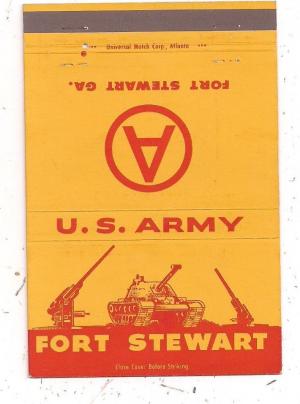 Universal Match Corp., Atlanta
FORT STEWART GA.
A
U.S. ARMY
FORT STEWART
Close Cover Before Striking